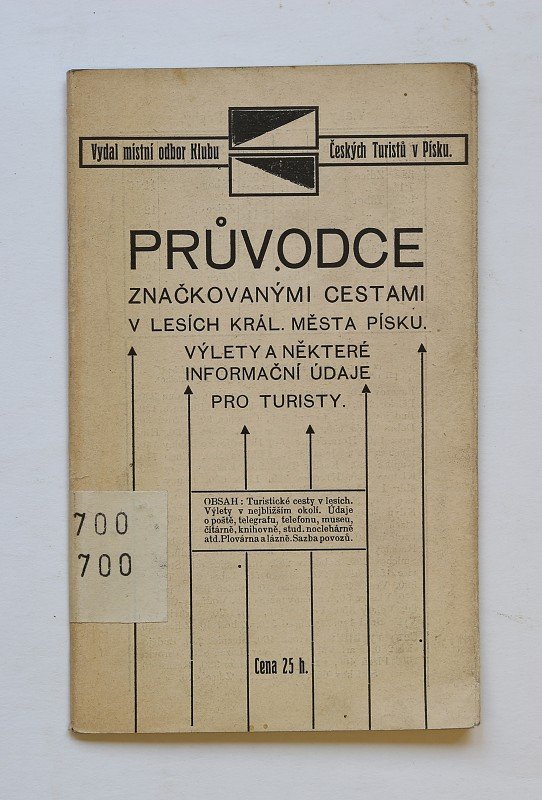 Vydal místní odbor Klubu Českých Turistů v Písku.
PRŮVODCE
ZNAČKOVANÝMI CESTAMI
V LESÍCH KRÁL. MĚSTA PÍSKU.
VÝLETY A NĚKTERÉ
INFORMAČNÍ ÚDAJE
PRO TURISTY.
OBSAH: Turistické cesty v lesích.
Výlety v nejbližším okolí. Údaje
o poště, telegrafu, telefonu, museu,
čítárně, knihovně, stud. noclehárně
atd. Plovárna a lázně. Sazba povozů.
700
700
Cena 25 h.